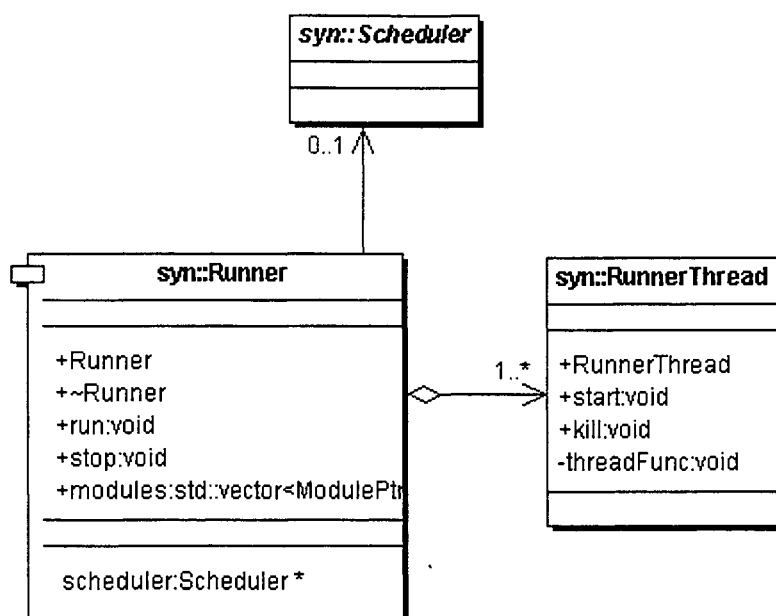 syn::Scheduler
0..1
syn::Runner
+Runner
+~Runner
+run:void
+stop:void
+modules:std::vector<ModulePtr
scheduler:Scheduler *
1..*
syn::RunnerThread
+RunnerThread
+start:void
+kill:void
-threadFunc:void